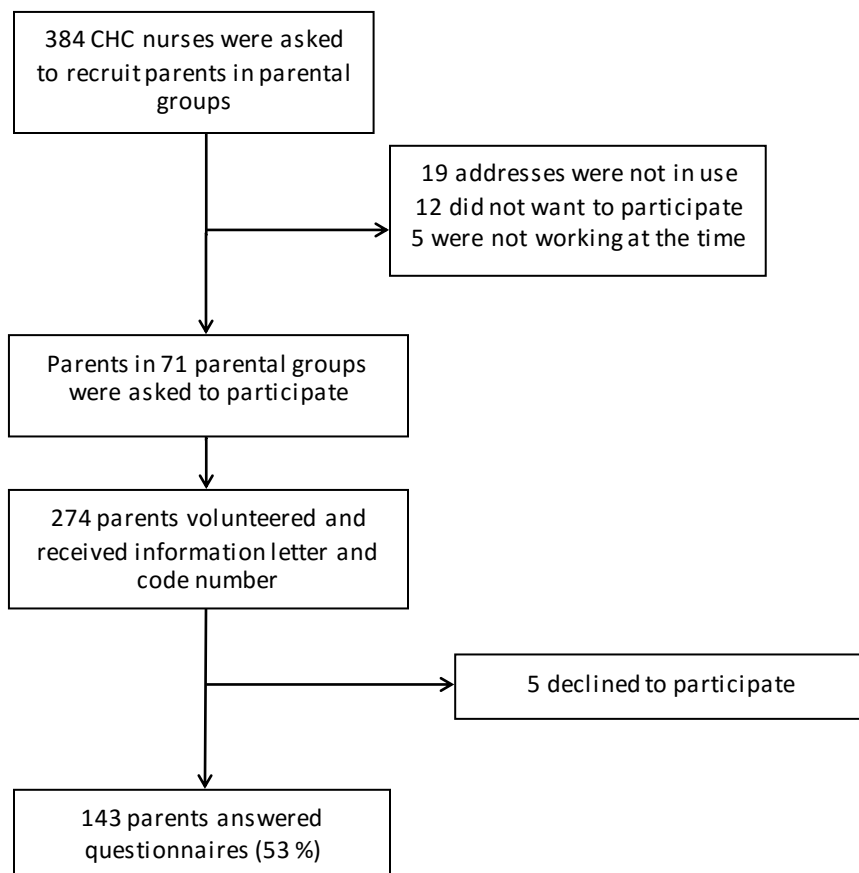 384 CHC nurses were asked
to recruit parents in parental
groups
19 addresses were not in use
12 did not want to participate
5 were not working at the time
Parents in 71 parental groups
were asked to participate
274 parents volunteered and
received information letter and
code number
5 declined to participate
143 parents answered
questionnaires (53 %)